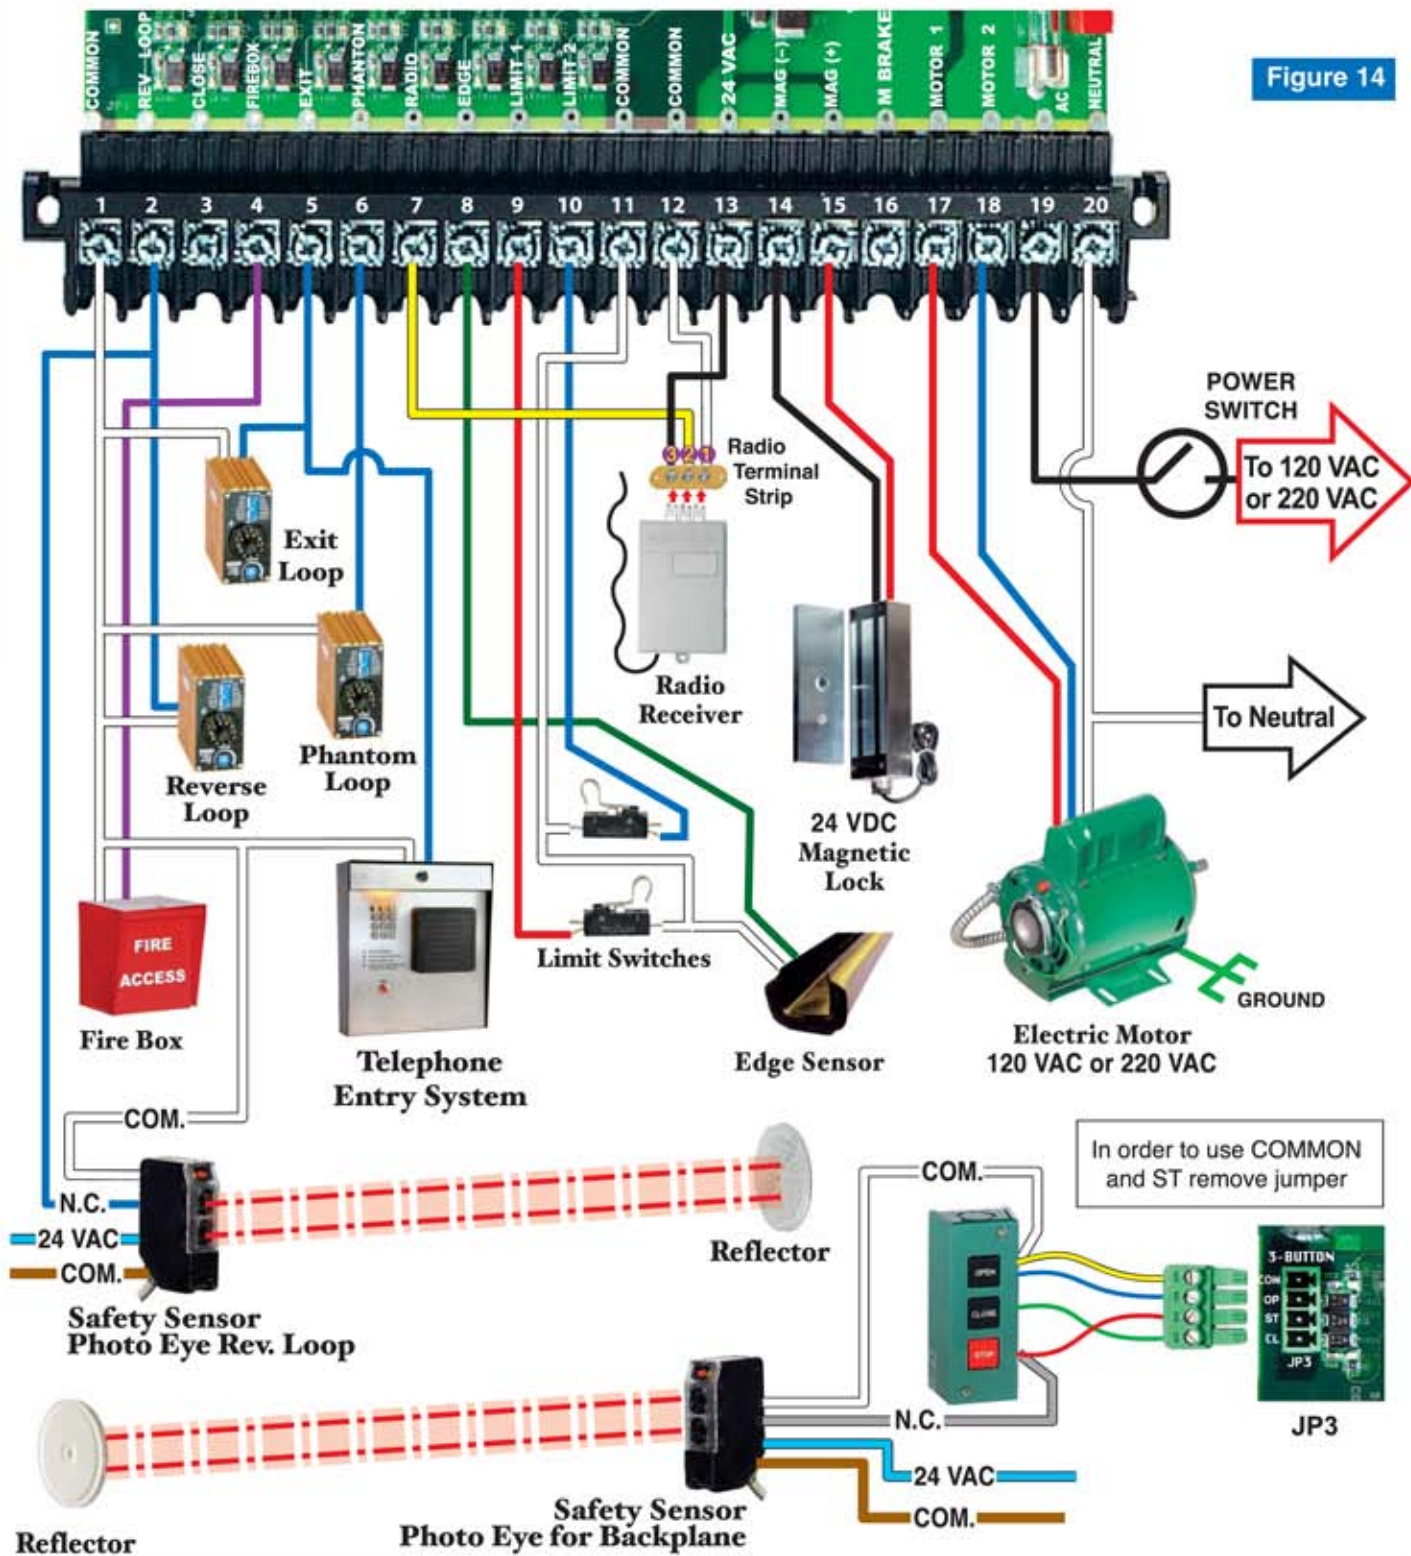 COMMON
REV LOOP
CLOSE
FIREBOX
EXIT
PHANTON
RADIO
EDGE
LIMIT 1
LIMIT 2
COMMON
COMMON
24 VAC
MAG (-)
MAG (+)
M BRAKE
MOTOR 1
MOTOR 2
AC
NEUTRAL
Figure 14
1 2 3 4 5 6 7 8 9 10 11 12 13 14 15 16 17 18 19 20
POWER
SWITCH
To 120 VAC
or 220 VAC
3 2 1
Radio
Terminal
Strip
Exit
Loop
Radio
Receiver
To Neutral
Phantom
Loop
Reverse
Loop
24 VDC
Magnetic
Lock
FIRE
ACCESS
Fire Box
Limit Switches
Telephone
Entry System
Edge Sensor
GROUND
Electric Motor
120 VAC or 220 VAC
COM.
N.C.
24 VAC
COM.
Reflector
Safety Sensor
Photo Eye Rev. Loop
In order to use COMMON
and ST remove jumper
COM.
OPEN
CLOSE
STOP
3-BUTTON
COM
OP
ST
CL
JP3
JP3
N.C.
24 VAC
COM.
Safety Sensor
Photo Eye for Backplane
Reflector